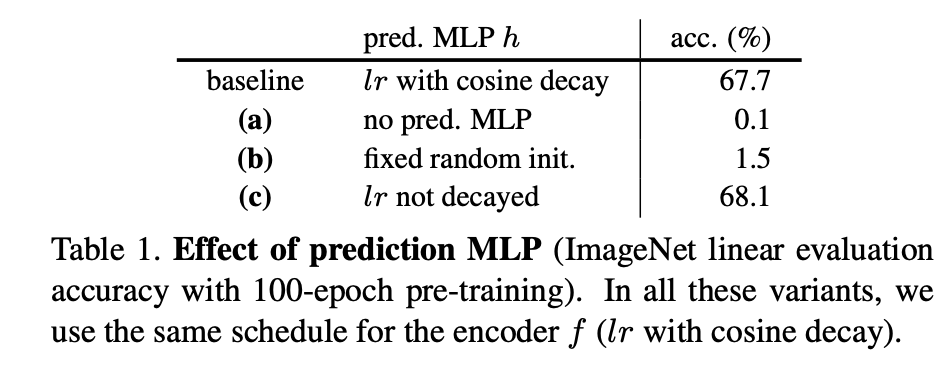 pred. MLP h acc. (%)
baseline lr with cosine decay 67.7
(a) no pred. MLP 0.1
(b) fixed random init. 1.5
(c) lr not decayed 68.1
Table 1. Effect of prediction MLP (ImageNet linear evaluation
accuracy with 100-epoch pre-training). In all these variants, we
use the same schedule for the encoder f (lr with cosine decay).